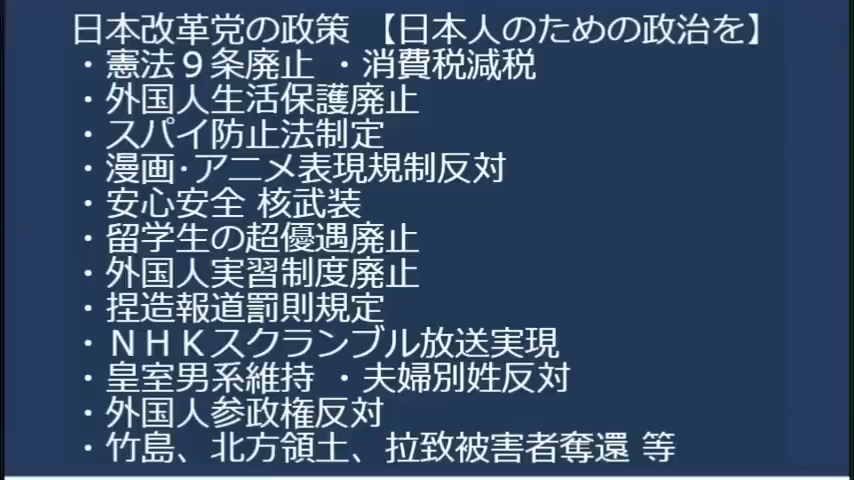 日本改革党の政策 【日本人のための政治を】
・憲法９条廃止 ・消費税減税
・外国人生活保護廃止
・スパイ防止法制定
・漫画･アニメ表現規制反対
・安心安全 核武装
・留学生の超優遇廃止
・外国人実習制度廃止
・捏造報道罰則規定
・ＮＨＫスクランブル放送実現
・皇室男系維持 ・夫婦別姓反対
・外国人参政権反対
・竹島、北方領土、拉致被害者奪還 等